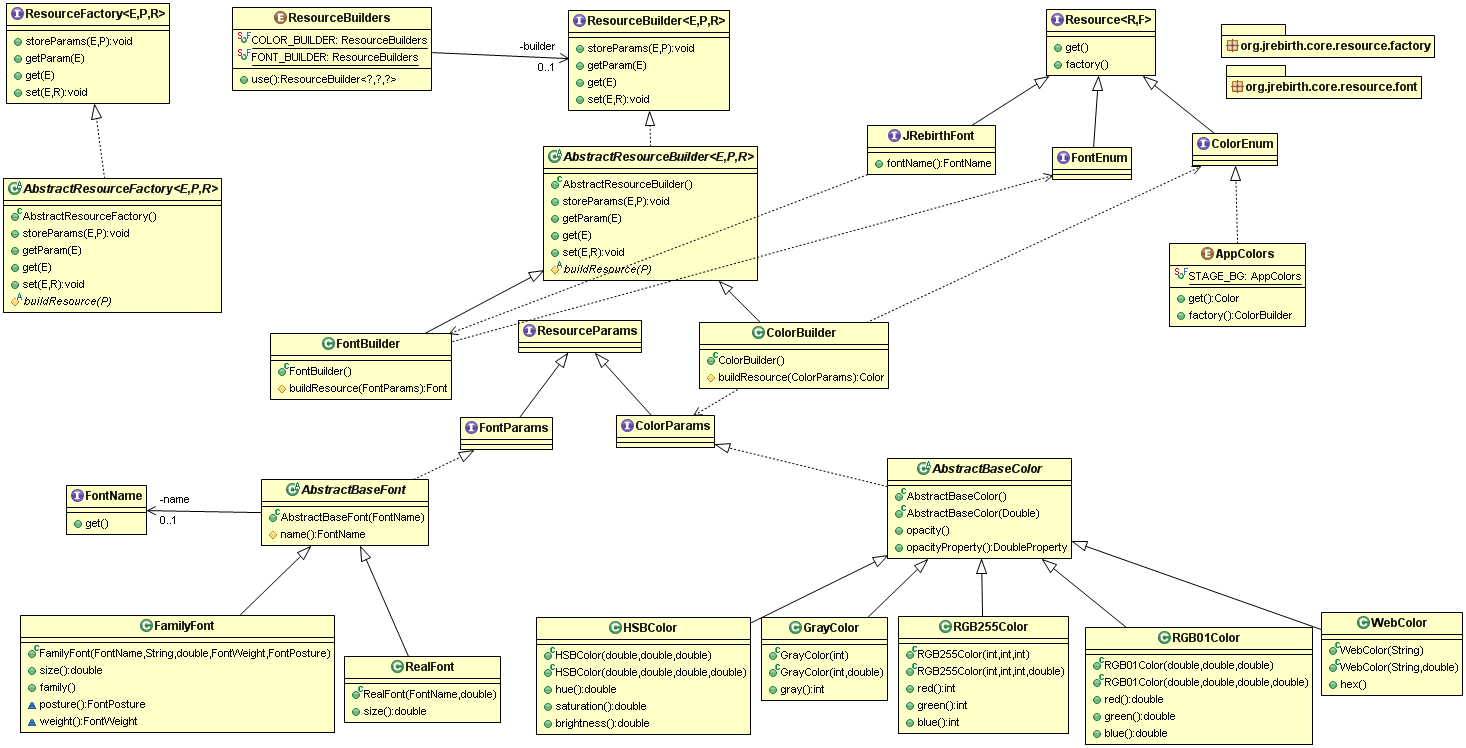 ResourceFactory<E,P,R>
storeParams(E,P):void
getParam(E)
get(E)
set(E,R):void
ResourceBuilders
COLOR_BUILDER: ResourceBuilders
FONT_BUILDER: ResourceBuilders
use():ResourceBuilder<?,?,?>
-builder
0..1
ResourceBuilder<E,P,R>
storeParams(E,P):void
getParam(E)
get(E)
set(E,R):void
Resource<R,F>
get()
factory()
org.jrebirth.core.resource.factory
org.jrebirth.core.resource.font
JRebirthFont
fontName():FontName
FontEnum
ColorEnum
AbstractResourceFactory<E,P,R>
AbstractResourceFactory()
storeParams(E,P):void
getParam(E)
get(E)
set(E,R):void
buildResource(P)
AbstractResourceBuilder<E,P,R>
AbstractResourceBuilder()
storeParams(E,P):void
getParam(E)
get(E)
set(E,R):void
buildResource(P)
AppColors
STAGE_BG: AppColors
get():Color
factory():ColorBuilder
FontBuilder
FontBuilder()
buildResource(FontParams):Font
ResourceParams
ColorBuilder
ColorBuilder()
buildResource(ColorParams):Color
FontParams
ColorParams
FontName
get()
-name
0..1
AbstractBaseFont
AbstractBaseFont(FontName)
name():FontName
AbstractBaseColor
AbstractBaseColor()
AbstractBaseColor(Double)
opacity()
opacityProperty():DoubleProperty
FamilyFont
FamilyFont(FontName,String,double,FontWeight,FontPosture)
size():double
family()
posture():FontPosture
weight():FontWeight
RealFont
RealFont(FontName,double)
size():double
HSBColor
HSBColor(double,double,double)
HSBColor(double,double,double,double)
hue():double
saturation():double
brightness():double
GrayColor
GrayColor(int)
GrayColor(int,double)
gray():int
RGB255Color
RGB255Color(int,int,int)
RGB255Color(int,int,int,double)
red():int
green():int
blue():int
RGB01Color
RGB01Color(double,double,double)
RGB01Color(double,double,double,double)
red():double
green():double
blue():double
WebColor
WebColor(String)
WebColor(String,double)
hex()